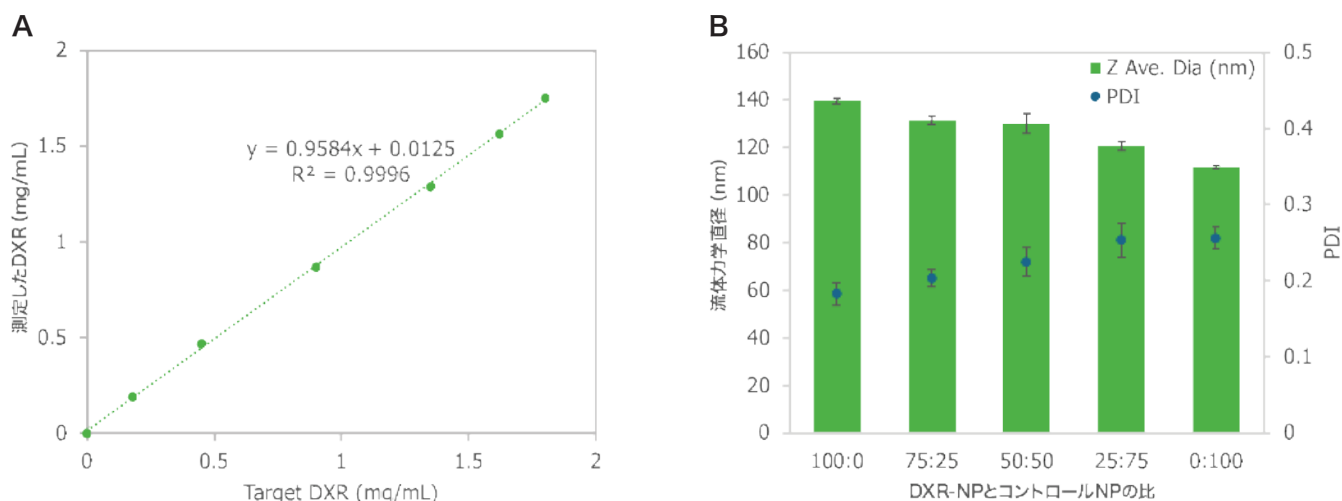 A
2
1.5
1
0.5
0
測定したDXR (mg/mL)
y = 0.9584x + 0.0125
R² = 0.9996
0
0.5
1
1.5
2
Target DXR (mg/mL)
B
160
140
120
100
80
60
40
20
0
流体力学直径 (nm)
Z Ave. Dia (nm)
PDI
0.5
0.4
0.3
0.2
0.1
0
PDI
100:0
75:25
50:50
25:75
0:100
DXR-NPとコントロールNPの比